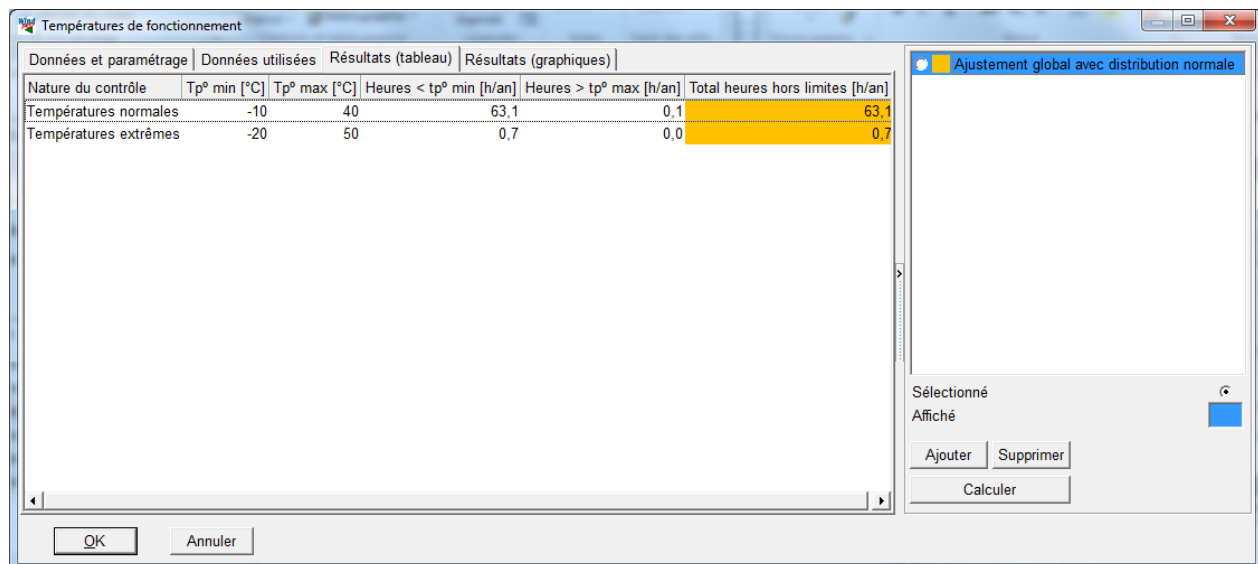 Températures de fonctionnement
Données et paramétrage Données utilisées Résultats (tableau) Résultats (graphiques)
Nature du contrôle Tpº min [°C] Tpº max [°C] Heures < tpº min [h/an] Heures > tpº max [h/an] Total heures hors limites [h/an]
Températures normales -10 40 63,1 0,1 63,1
Températures extrêmes -20 50 0,7 0,0 0,7
Ajustement global avec distribution normale
Sélectionné
Affiché
Ajouter Supprimer
Calculer
OK Annuler